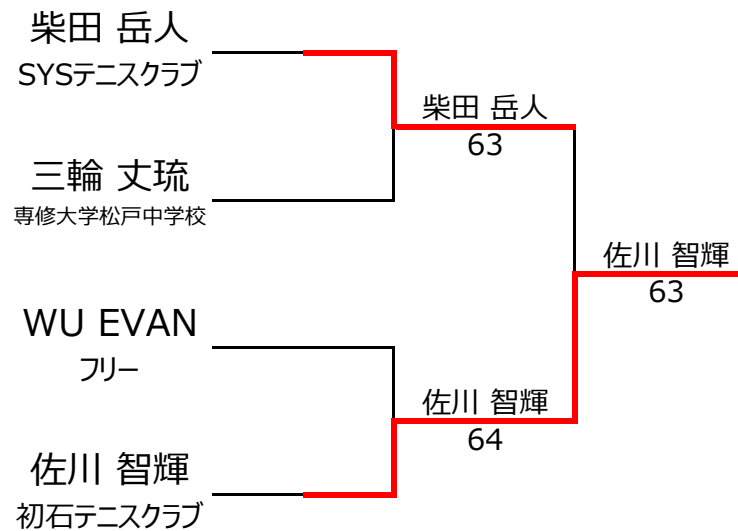 柴田 岳人
SYSテニスクラブ
柴田 岳人
63
三輪 丈琉
専修大学松戸中学校
佐川 智輝
63
WU EVAN
フリー
佐川 智輝
64
佐川 智輝
初石テニスクラブ